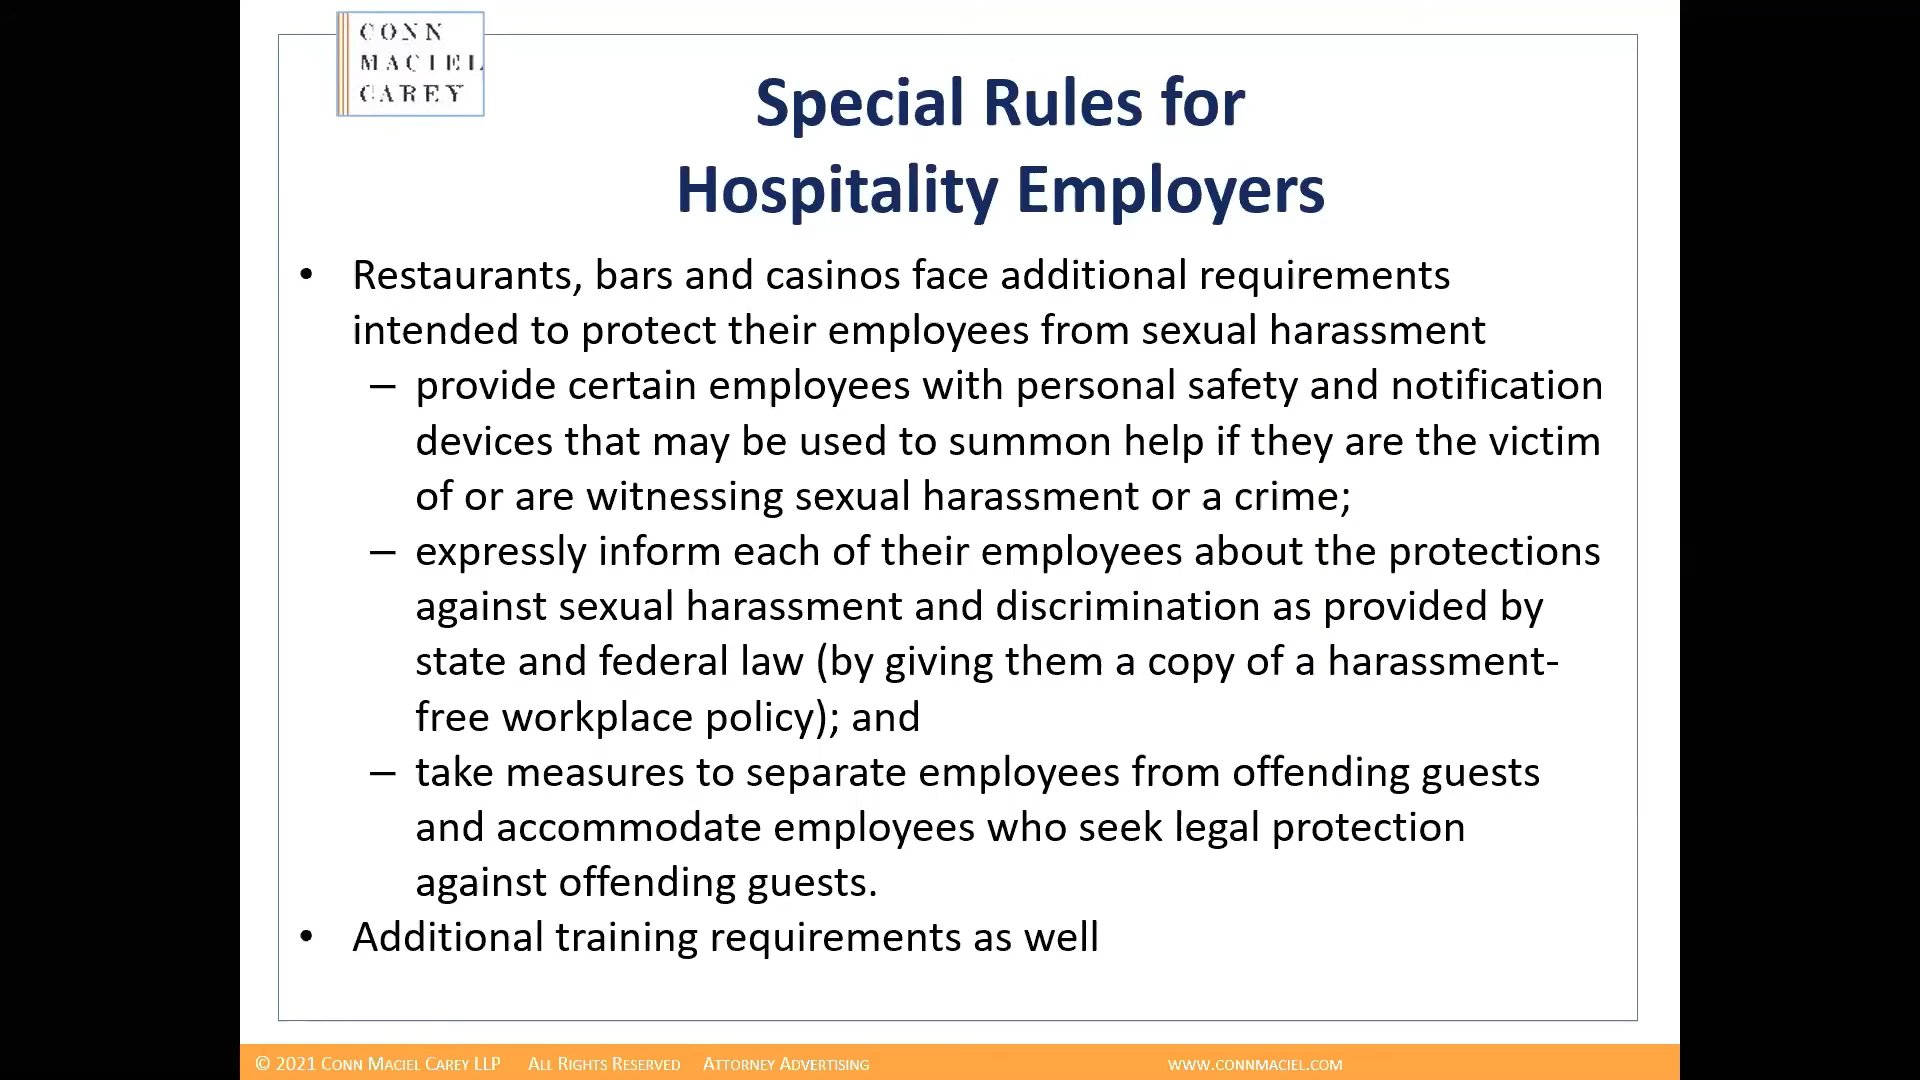 CONN
MACIEL
CAREY
Special Rules for
Hospitality Employers
• Restaurants, bars and casinos face additional requirements
intended to protect their employees from sexual harassment
– provide certain employees with personal safety and notification
devices that may be used to summon help if they are the victim
of or are witnessing sexual harassment or a crime;
– expressly inform each of their employees about the protections
against sexual harassment and discrimination as provided by
state and federal law (by giving them a copy of a harassment-
free workplace policy); and
– take measures to separate employees from offending guests
and accommodate employees who seek legal protection
against offending guests.
• Additional training requirements as well
© 2021 CONN MACIEL CAREY LLP ALL RIGHTS RESERVED ATTORNEY ADVERTISING WWW.CONNMACIEL.COM